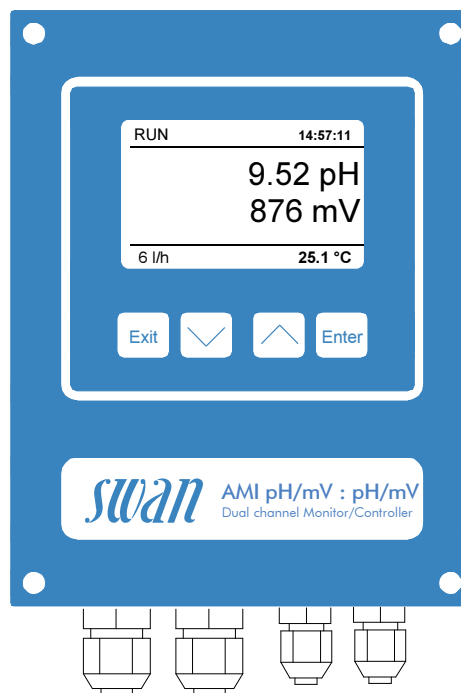 RUN 14:57:11
9.52 pH
876 mV
6 l/h 25.1 °C
Exit Enter
swan AMI pH/mV : pH/mV
Dual channel Monitor/Controller